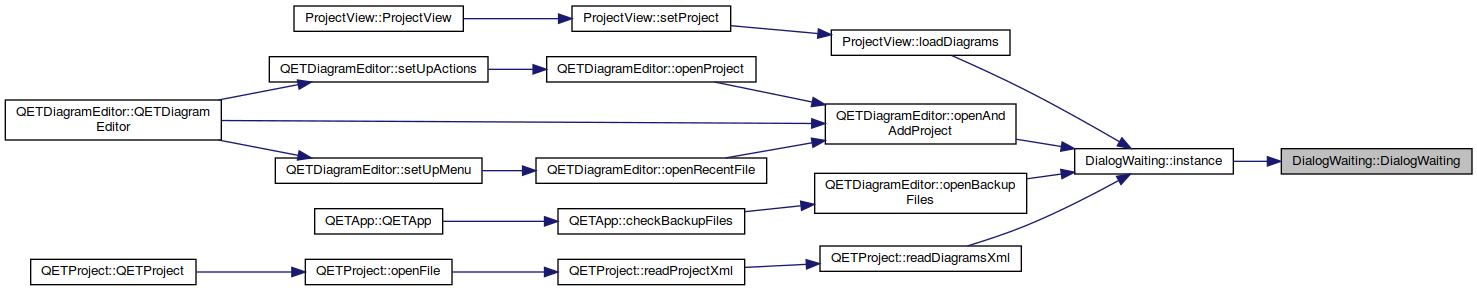 ProjectView::ProjectView
ProjectView::setProject
ProjectView::loadDiagrams
QETDiagramEditor::setUpActions
QETDiagramEditor::openProject
QETDiagramEditor::QETDiagram
Editor
QETDiagramEditor::openAnd
AddProject
DialogWaiting::instance
DialogWaiting::DialogWaiting
QETDiagramEditor::setUpMenu
QETDiagramEditor::openRecentFile
QETDiagramEditor::openBackup
Files
QETApp::QETApp
QETApp::checkBackupFiles
QETProject::QETProject
QETProject::openFile
QETProject::readProjectXml
QETProject::readDiagramsXml